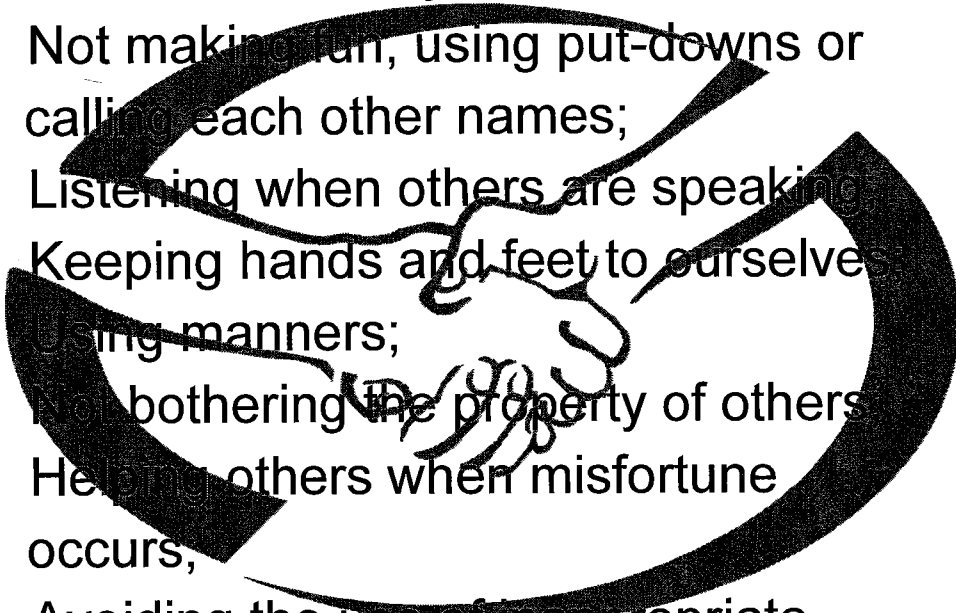 Not making fun, using put-downs or
calling each other names;
Listening when others are speaking;
Keeping hands and feet to ourselves;
Using manners;
Not bothering the property of others;
Helping others when misfortune
occurs;
Avoiding the use of inappropriate